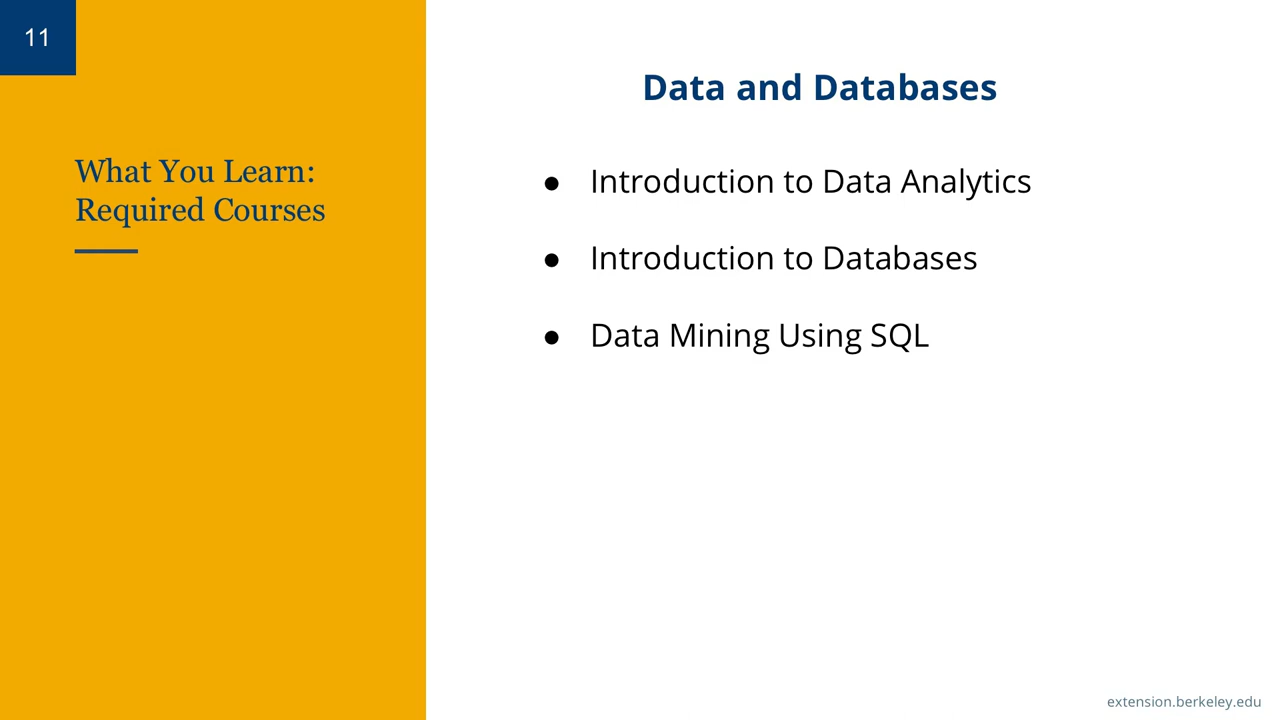 11
What You Learn:
Required Courses
Data and Databases
● Introduction to Data Analytics
● Introduction to Databases
● Data Mining Using SQL
extension.berkeley.edu